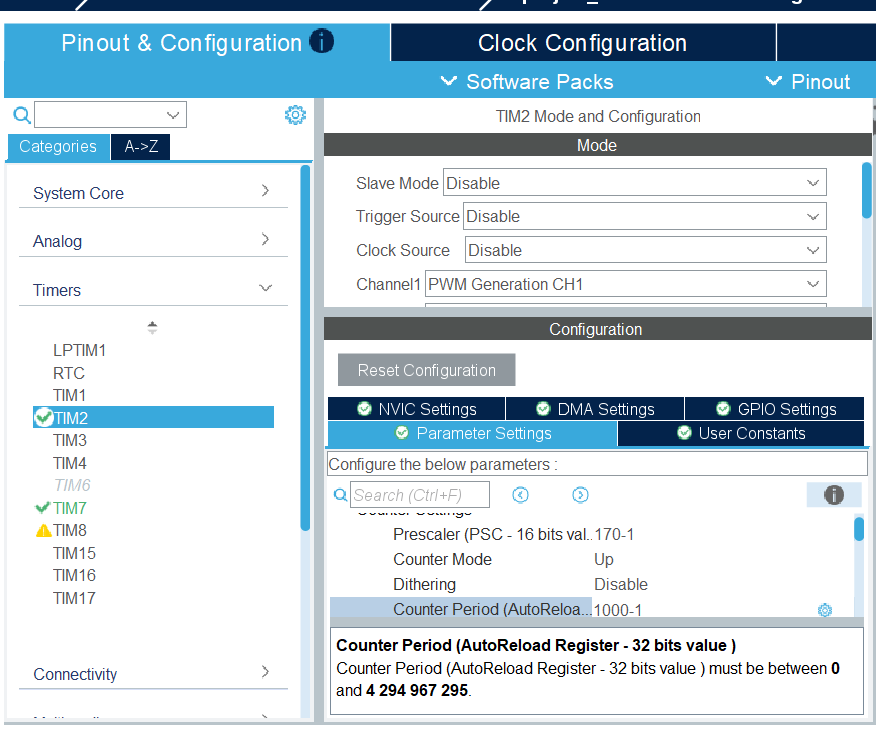 Pinout & Configuration
Clock Configuration
Software Packs
Pinout
Categories
A->Z
System Core
Analog
Timers
LPTIM1
RTC
TIM1
TIM2
TIM3
TIM4
TIM6
TIM7
TIM8
TIM15
TIM16
TIM17
Connectivity
TIM2 Mode and Configuration
Mode
Slave Mode Disable
Trigger Source Disable
Clock Source Disable
Channel1 PWM Generation CH1
Configuration
Reset Configuration
NVIC Settings
DMA Settings
GPIO Settings
Parameter Settings
User Constants
Configure the below parameters :
Search (Ctrl+F)
Counter Settings
Prescaler (PSC - 16 bits val.. 170-1
Counter Mode Up
Dithering Disable
Counter Period (AutoReloa... 1000-1
Counter Period (AutoReload Register - 32 bits value )
Counter Period (AutoReload Register - 32 bits value ) must be between 0
and 4 294 967 295.